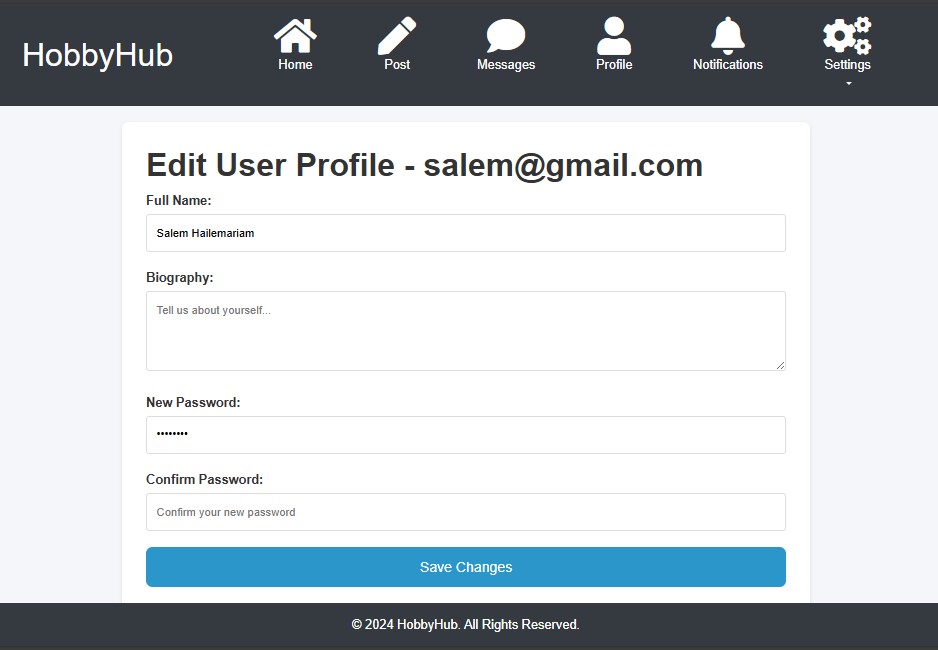 HobbyHub
Home
Post
Messages
Profile
Notifications
Settings
Edit User Profile - salem@gmail.com
Full Name:
Salem Hailemariam
Biography:
Tell us about yourself...
New Password:
••••••••
Confirm Password:
Confirm your new password
Save Changes
© 2024 HobbyHub. All Rights Reserved.